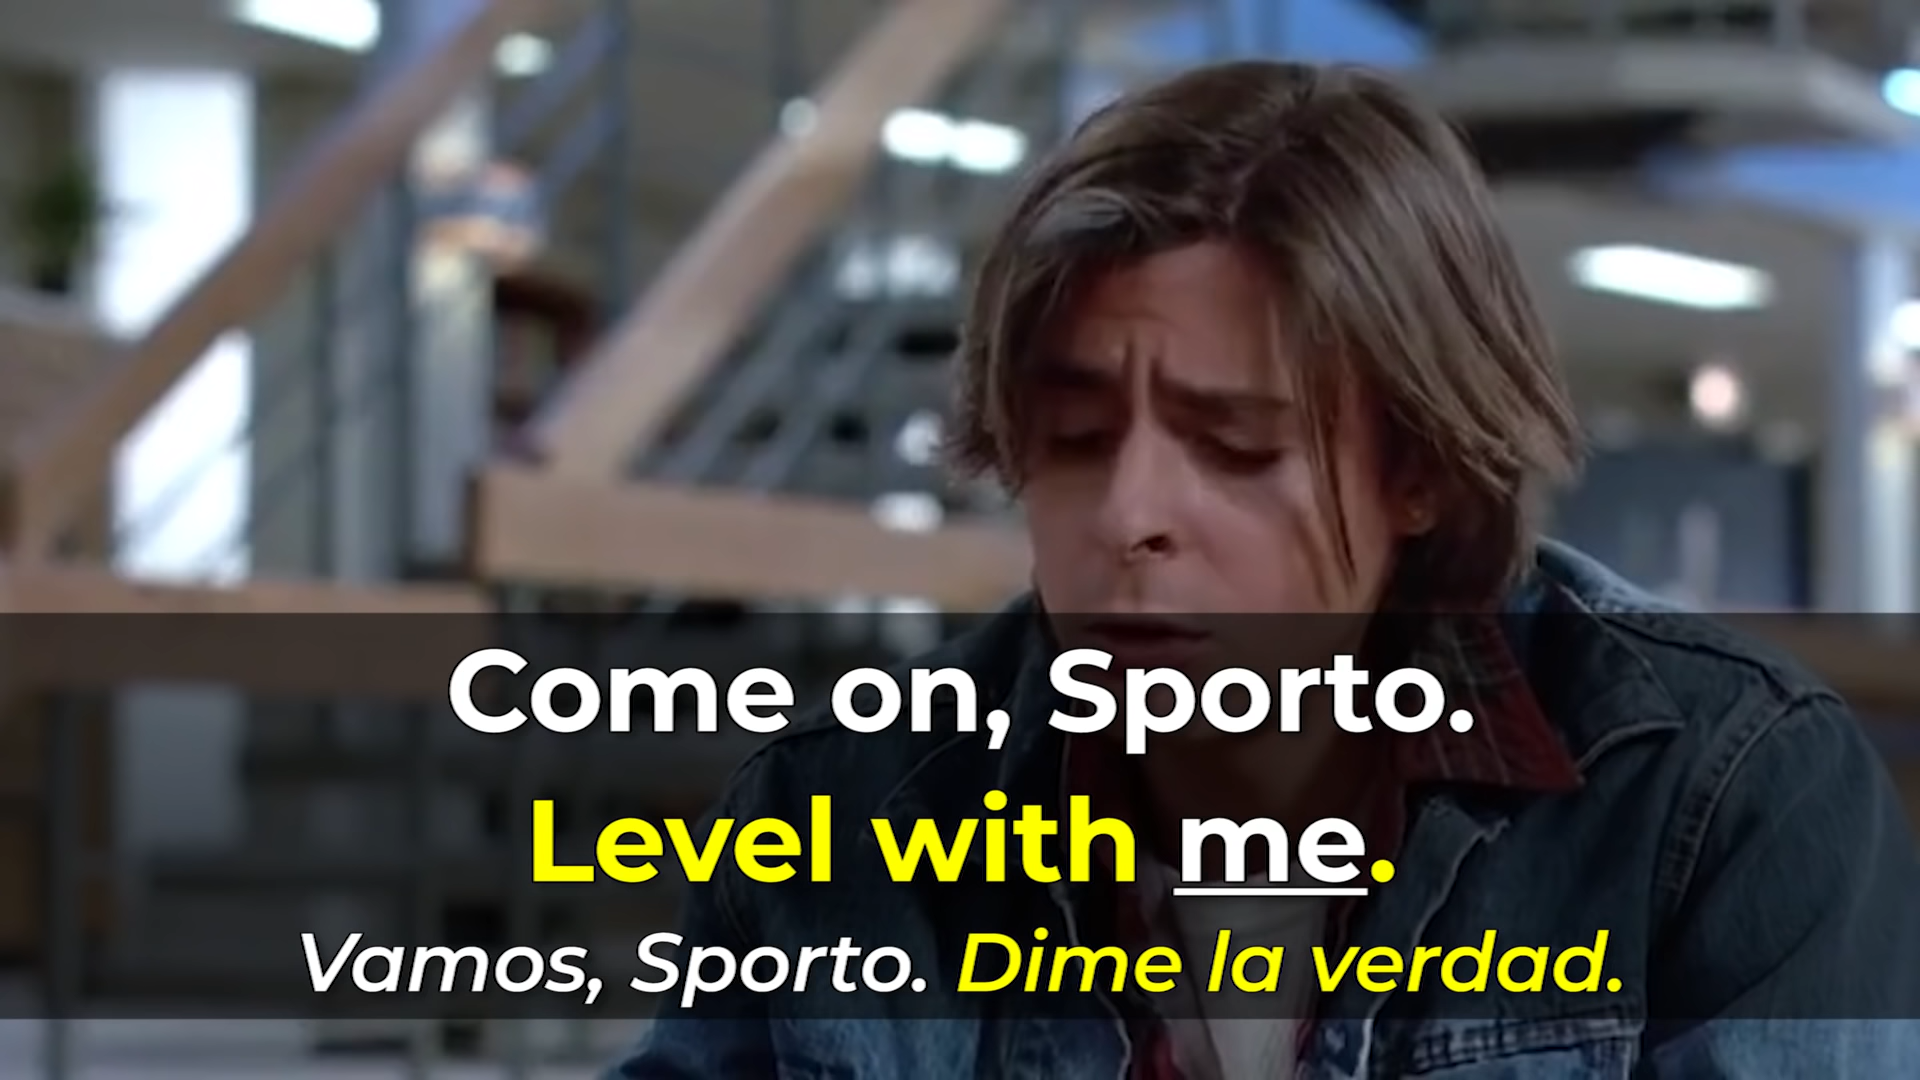 Come on, Sporto.
Level with me.
Vamos, Sporto. Dime la verdad.